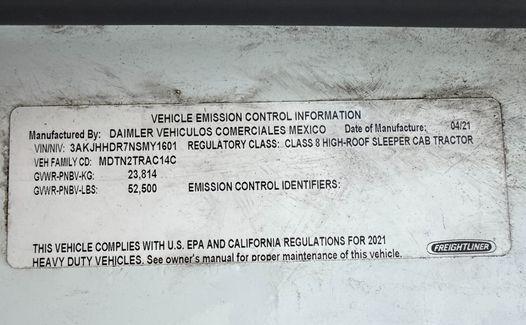 VEHICLE EMISSION CONTROL INFORMATION
Manufactured By: DAIMLER VEHICULOS COMERCIALES MEXICO Date of Manufacture: 04/21
VIN/NIV: 3AKJHHDR7NSMY1601 REGULATORY CLASS: CLASS 8 HIGH-ROOF SLEEPER CAB TRACTOR
VEH FAMILY CD: MDTN2TRAC14C
GVWR-PNBV-KG: 23,814
GVWR-PNBV-LBS: 52,500 EMISSION CONTROL IDENTIFIERS:
THIS VEHICLE COMPLIES WITH U.S. EPA AND CALIFORNIA REGULATIONS FOR 2021
HEAVY DUTY VEHICLES. See owner's manual for proper maintenance of this vehicle.
FREIGHTLINER